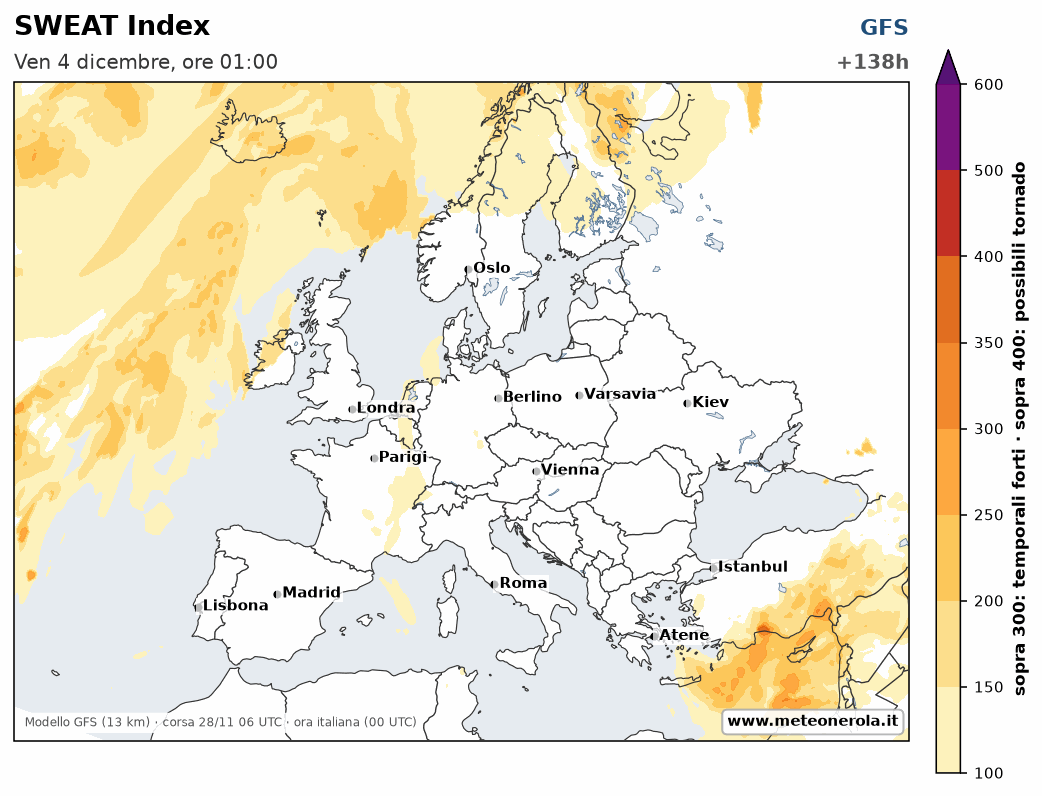 SWEAT Index
GFS
Ven 4 dicembre, ore 01:00
+138h
600
500
400
350
300
250
200
150
100
sopra 300: temporali forti · sopra 400: possibili tornado
Oslo
Berlino
Varsavia
Londra
Kiev
Parigi
Vienna
Istanbul
Roma
Madrid
Lisbona
Atene
Modello GFS (13 km) · corsa 28/11 06 UTC · ora italiana (00 UTC)
www.meteonerola.it